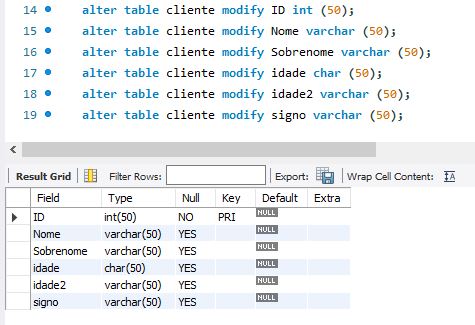 14 alter table cliente modify ID int (50);
15 alter table cliente modify Nome varchar (50);
16 alter table cliente modify Sobrenome varchar (50);
17 alter table cliente modify idade char (50);
18 alter table cliente modify idade2 varchar (50);
19 alter table cliente modify signo varchar (50);
Result Grid Filter Rows: Export: Wrap Cell Content: IA
Field Type Null Key Default Extra
ID int(50) NO PRI NULL
Nome varchar(50) YES NULL
Sobrenome varchar(50) YES NULL
idade char(50) YES NULL
idade2 varchar(50) YES NULL
signo varchar(50) YES NULL